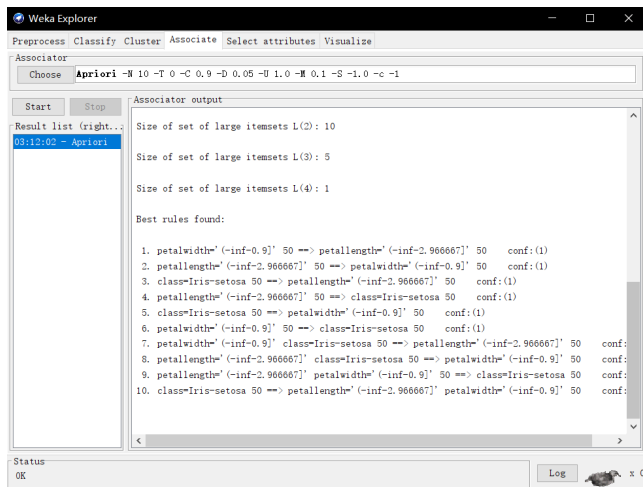 Weka Explorer
Preprocess Classify Cluster Associate Select attributes Visualize
Associator
Choose Apriori -N 10 -T 0 -C 0.9 -D 0.05 -U 1.0 -M 0.1 -S -1.0 -c -1
Start Stop
Associator output
Result list (right...
03:12:02 - Apriori
Size of set of large itemsets L(2): 10
Size of set of large itemsets L(3): 5
Size of set of large itemsets L(4): 1
Best rules found:
1. petalwidth='(-inf-0.9]' 50 ==> petallength='(-inf-2.966667]' 50 conf:(1)
2. petallength='(-inf-2.966667]' 50 ==> petalwidth='(-inf-0.9]' 50 conf:(1)
3. class=Iris-setosa 50 ==> petallength='(-inf-2.966667]' 50 conf:(1)
4. petallength='(-inf-2.966667]' 50 ==> class=Iris-setosa 50 conf:(1)
5. class=Iris-setosa 50 ==> petalwidth='(-inf-0.9]' 50 conf:(1)
6. petalwidth='(-inf-0.9]' 50 ==> class=Iris-setosa 50 conf:(1)
7. petalwidth='(-inf-0.9]' class=Iris-setosa 50 ==> petallength='(-inf-2.966667]' 50 conf:
8. petallength='(-inf-2.966667]' class=Iris-setosa 50 ==> petalwidth='(-inf-0.9]' 50 conf:
9. petallength='(-inf-2.966667]' petalwidth='(-inf-0.9]' 50 ==> class=Iris-setosa 50 conf:
10. class=Iris-setosa 50 ==> petallength='(-inf-2.966667]' petalwidth='(-inf-0.9]' 50 conf:
Status
OK
Log
x 0